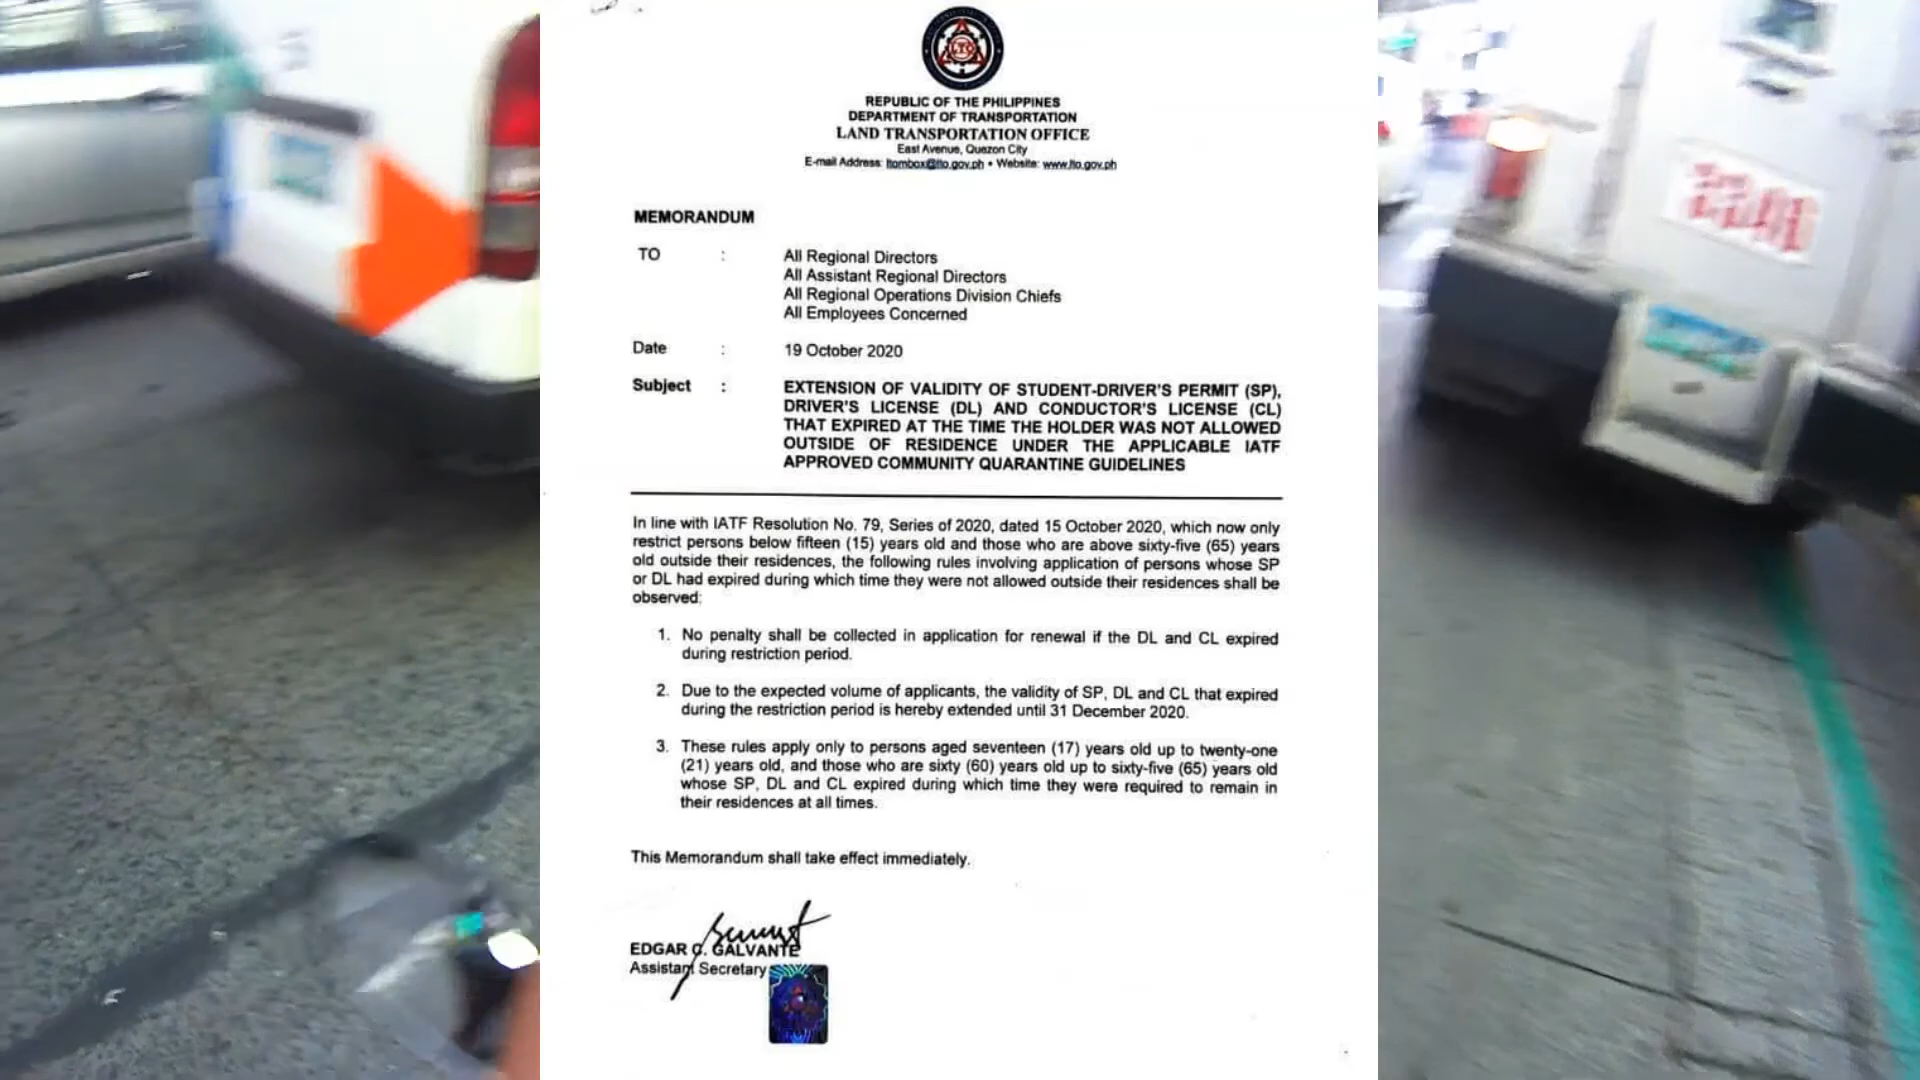 LTO
REPUBLIC OF THE PHILIPPINES
DEPARTMENT OF TRANSPORTATION
LAND TRANSPORTATION OFFICE
East Avenue, Quezon City
E-mail Address: ltombox@lto.gov.ph • Website: www.lto.gov.ph
MEMORANDUM
TO : All Regional Directors
All Assistant Regional Directors
All Regional Operations Division Chiefs
All Employees Concerned
Date : 19 October 2020
Subject : EXTENSION OF VALIDITY OF STUDENT-DRIVER'S PERMIT (SP),
DRIVER'S LICENSE (DL) AND CONDUCTOR'S LICENSE (CL)
THAT EXPIRED AT THE TIME THE HOLDER WAS NOT ALLOWED
OUTSIDE OF RESIDENCE UNDER THE APPLICABLE IATF
APPROVED COMMUNITY QUARANTINE GUIDELINES
In line with IATF Resolution No. 79, Series of 2020, dated 15 October 2020, which now only
restrict persons below fifteen (15) years old and those who are above sixty-five (65) years
old outside their residences, the following rules involving application of persons whose SP
or DL had expired during which time they were not allowed outside their residences shall be
observed:
1. No penalty shall be collected in application for renewal if the DL and CL expired
during restriction period.
2. Due to the expected volume of applicants, the validity of SP, DL and CL that expired
during the restriction period is hereby extended until 31 December 2020.
3. These rules apply only to persons aged seventeen (17) years old up to twenty-one
(21) years old, and those who are sixty (60) years old up to sixty-five (65) years old
whose SP, DL and CL expired during which time they were required to remain in
their residences at all times.
This Memorandum shall take effect immediately.
EDGAR C. GALVANTE
Assistant Secretary